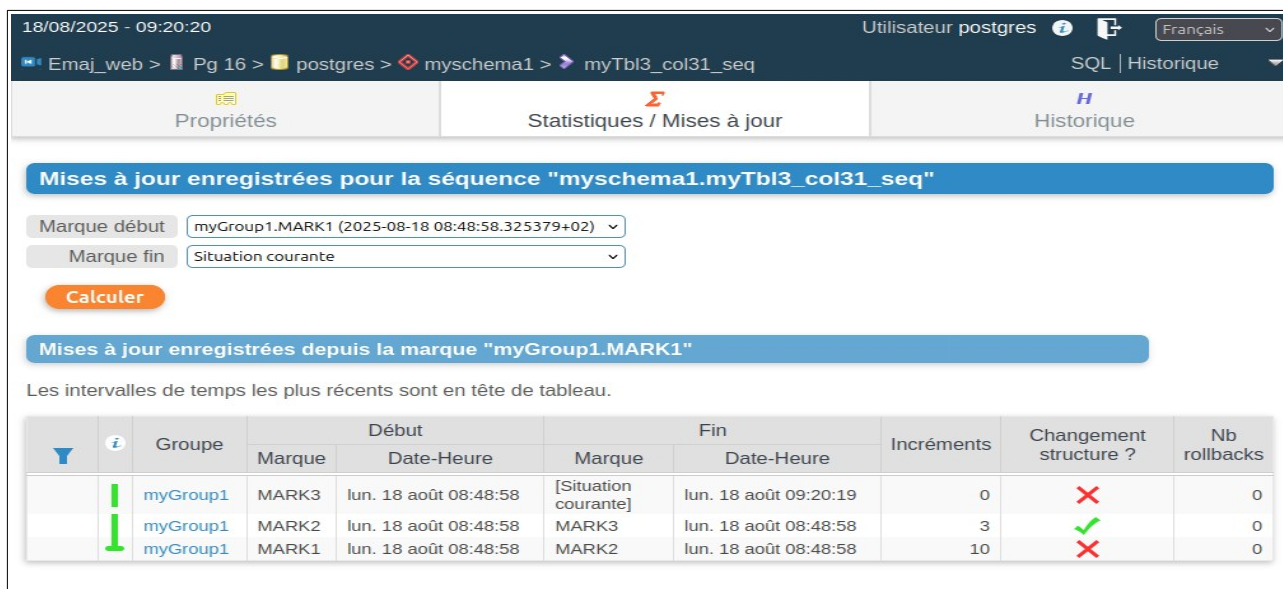 18/08/2025 - 09:20:20 Utilisateur postgres i Français
Emaj_web > Pg 16 > postgres > myschema1 > myTbl3_col31_seq SQL | Historique
Propriétés Σ Statistiques / Mises à jour H Historique
Mises à jour enregistrées pour la séquence "myschema1.myTbl3_col31_seq"
Marque début myGroup1.MARK1 (2025-08-18 08:48:58.325379+02)
Marque fin Situation courante
Calculer
Mises à jour enregistrées depuis la marque "myGroup1.MARK1"
Les intervalles de temps les plus récents sont en tête de tableau.
i Groupe Début Fin Incréments Changement structure ? Nb rollbacks
Marque Date-Heure Marque Date-Heure
myGroup1 MARK3 lun. 18 août 08:48:58 [Situation courante] lun. 18 août 09:20:19 0 0
myGroup1 MARK2 lun. 18 août 08:48:58 MARK3 lun. 18 août 08:48:58 3 0
myGroup1 MARK1 lun. 18 août 08:48:58 MARK2 lun. 18 août 08:48:58 10 0